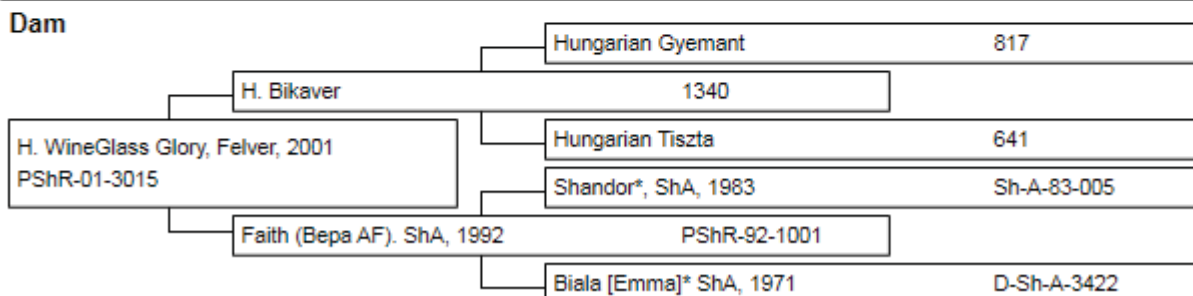 Dam
Hungarian Gyemant 817
H. Bikaver 1340
Hungarian Tiszta 641
H. WineGlass Glory, Felver, 2001
PShR-01-3015
Shandor*, ShA, 1983 Sh-A-83-005
Faith (Bepa AF). ShA, 1992 PShR-92-1001
Biala [Emma]* ShA, 1971 D-Sh-A-3422